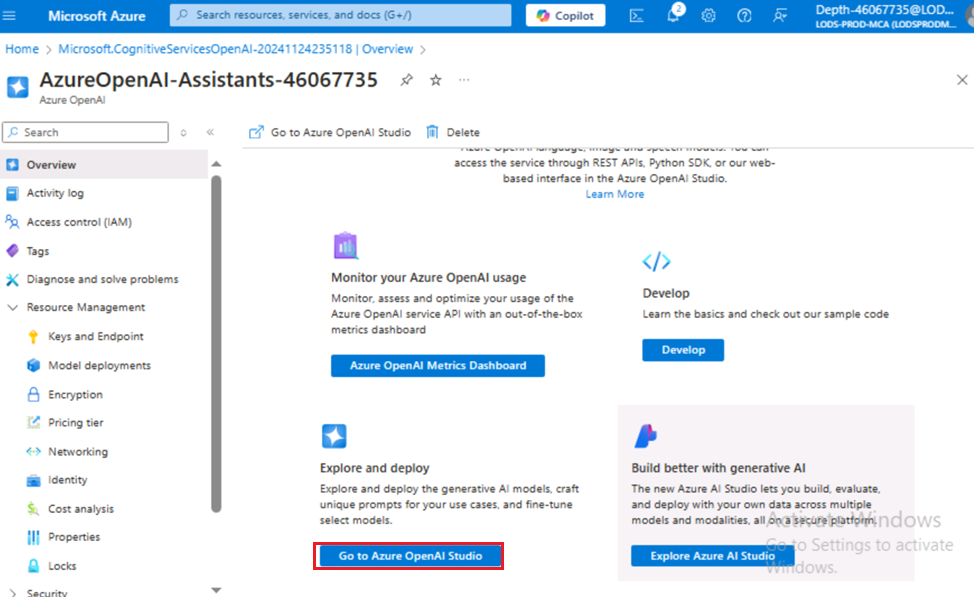 Microsoft Azure
Search resources, services, and docs (G+/)
Copilot
2
Depth-46067735@LOD...
LODS-PROD-MCA (LODSPRODM...
Home > Microsoft.CognitiveServicesOpenAI-20241124235118 | Overview >
AzureOpenAI-Assistants-46067735
Azure OpenAI
Search
Go to Azure OpenAI Studio
Delete
Overview
Activity log
Access control (IAM)
Tags
Diagnose and solve problems
Resource Management
Keys and Endpoint
Model deployments
Encryption
Pricing tier
Networking
Identity
Cost analysis
Properties
Locks
Security
Azure OpenAI language, image and speech models. You can
access the service through REST APIs, Python SDK, or our web-
based interface in the Azure OpenAI Studio.
Learn More
Monitor your Azure OpenAI usage
Monitor, assess and optimize your usage of the
Azure OpenAI service API with an out-of-the-box
metrics dashboard
Azure OpenAI Metrics Dashboard
Develop
Learn the basics and check out our sample code
Develop
Explore and deploy
Explore and deploy the generative AI models, craft
unique prompts for your use cases, and fine-tune
select models.
Go to Azure OpenAI Studio
Build better with generative AI
The new Azure AI Studio lets you build, evaluate,
and deploy with your own data across multiple
models and modalities, all on a secure platform.
Explore Azure AI Studio
Activate Windows
Go to Settings to activate
Windows.